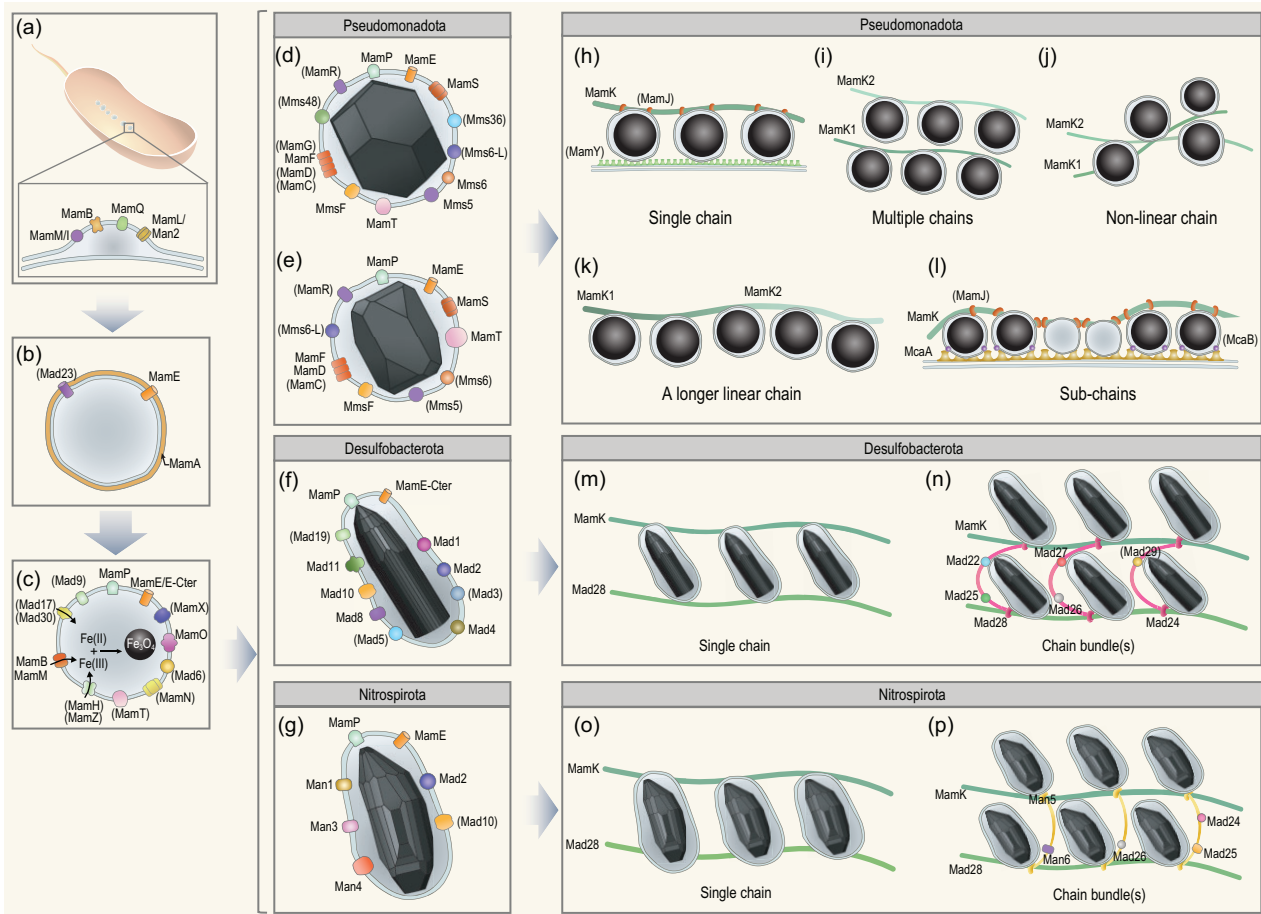 (a)
MamB
MamQ
MamL/
Man2
MamM/I
(b)
(Mad23)
MamE
MamA
(c)
(Mad9)
MamP
MamE/E-Cter
(Mad17)
(Mad30)
(MamX)
Fe(II)
+
Fe(III)
Fe₃O₄
MamO
MamB
MamM
(Mad6)
(MamN)
(MamH)
(MamZ)
(MamT)
Pseudomonadota
(d)
MamP
MamE
(MamR)
MamS
(Mms48)
(Mms36)
(MamG)
MamF
(MamD)
(MamC)
(Mms6-L)
Mms6
MmsF
Mms5
MamT
(e)
MamP
MamE
(MamR)
MamS
(Mms6-L)
MamT
MamF
MamD
(MamC)
(Mms6)
MmsF
(Mms5)
Desulfobacterota
(f)
MamP
MamE-Cter
(Mad19)
Mad1
Mad11
Mad2
Mad10
(Mad3)
Mad8
(Mad5)
Mad4
Nitrospirota
(g)
MamP
MamE
Man1
Mad2
Man3
(Mad10)
Man4
Pseudomonadota
(h)
MamK
(MamJ)
(MamY)
Single chain
(i)
MamK2
MamK1
Multiple chains
(j)
MamK2
MamK1
Non-linear chain
(k)
MamK1
MamK2
A longer linear chain
(l)
(MamJ)
MamK
McaA
(McaB)
Sub-chains
Desulfobacterota
(m)
MamK
Mad28
Single chain
(n)
MamK
Mad22
Mad27
(Mad29)
Mad25
Mad26
Mad28
Mad24
Chain bundle(s)
Nitrospirota
(o)
MamK
Mad28
Single chain
(p)
MamK
Man5
Mad24
Mad28
Man6
Mad26
Mad25
Chain bundle(s)